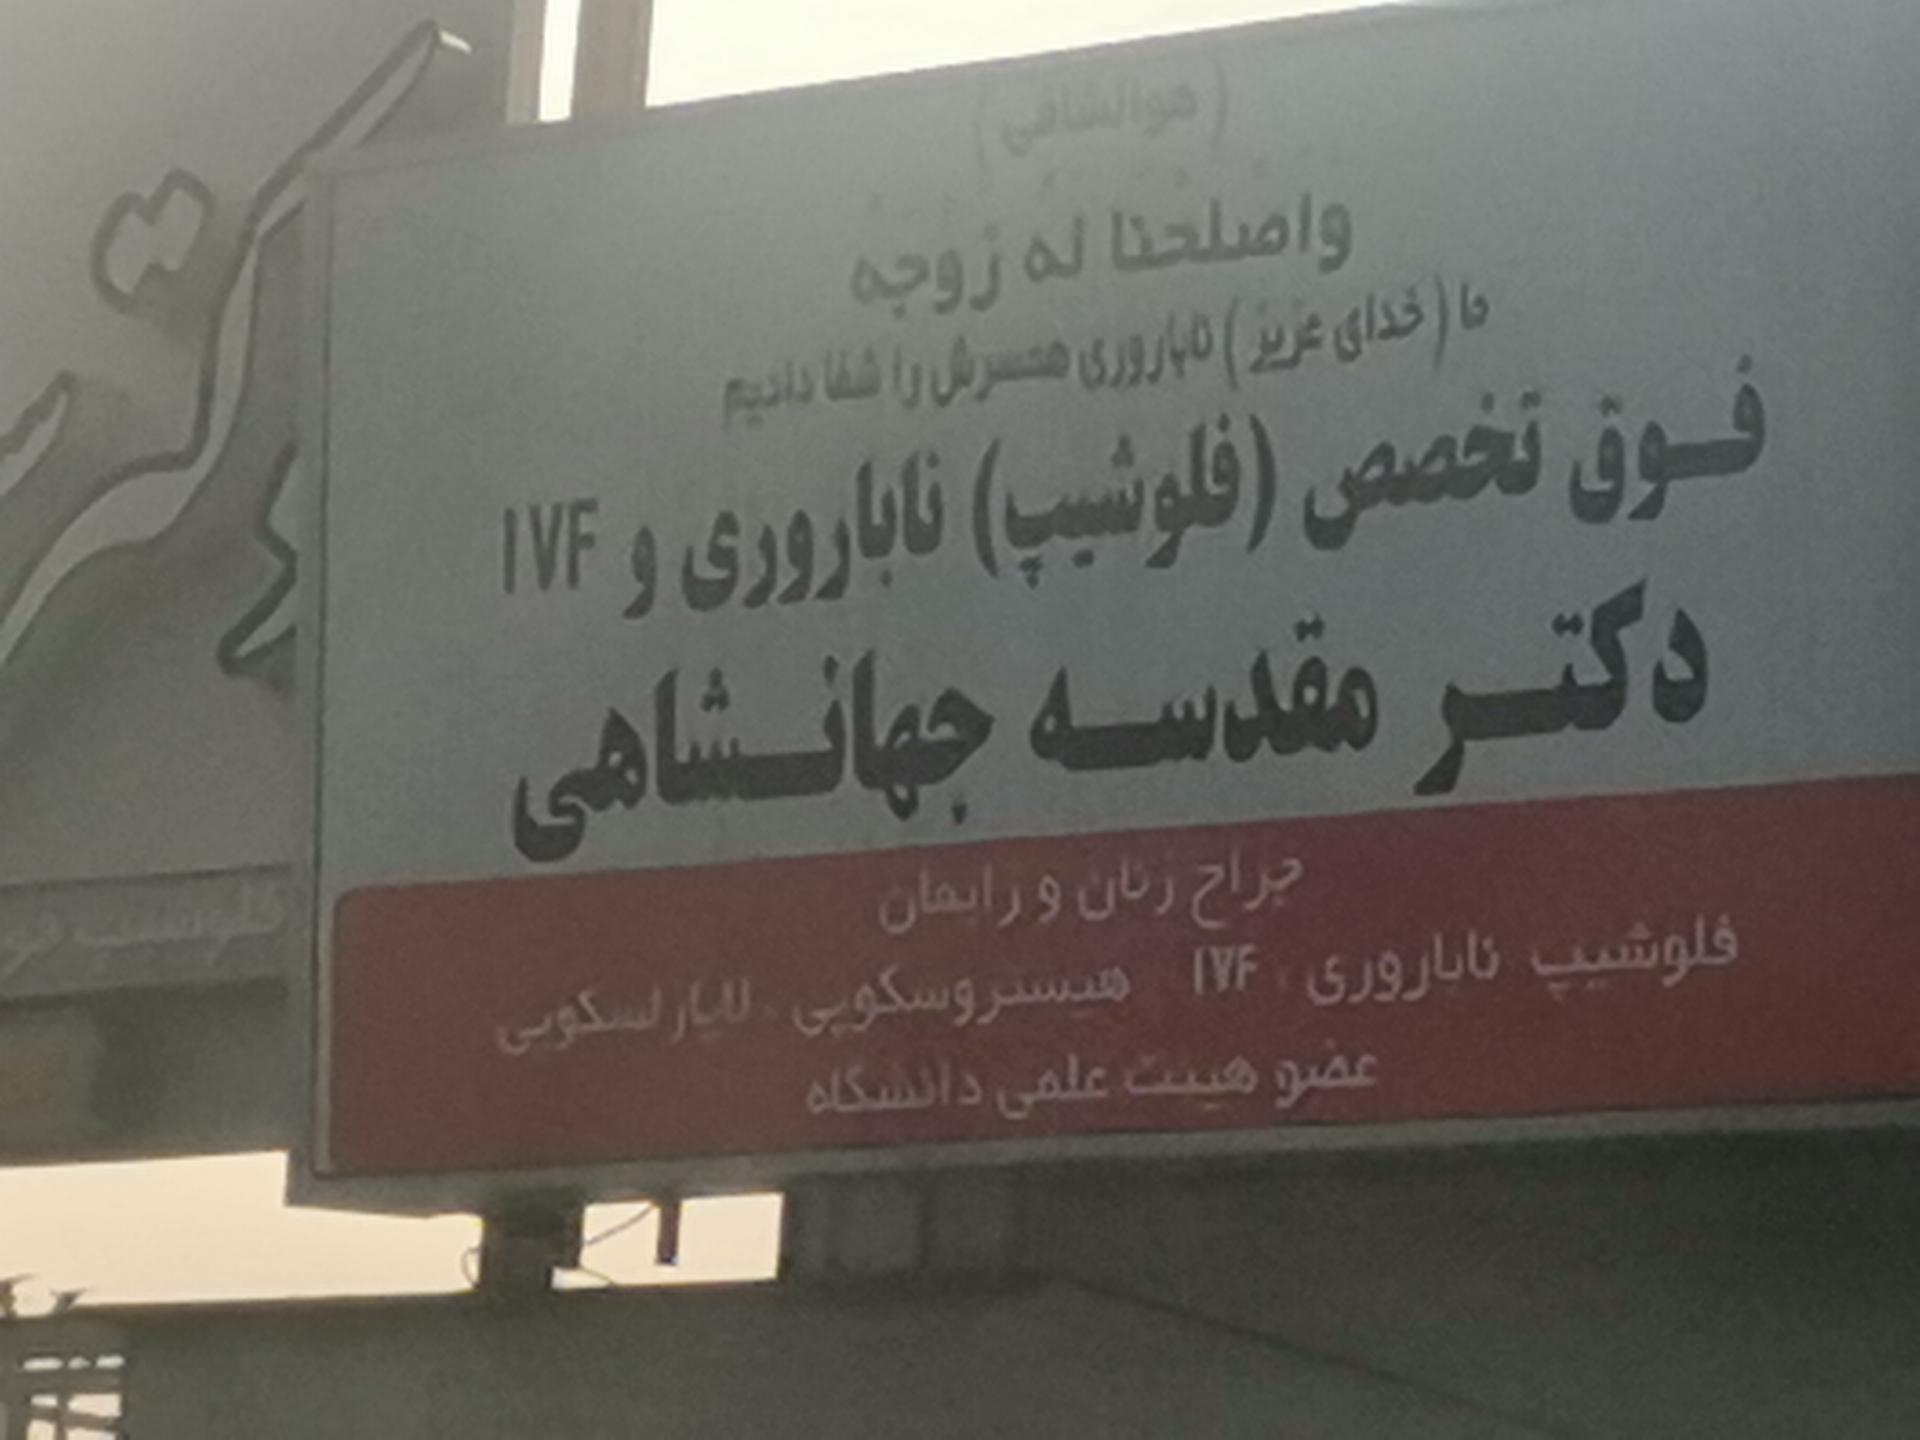 (هوالشافی)
واصلحنا له زوجه
ما (خدای عزیز) ناباروری همسرش را شفا دادیم
فوق تخصص (فلوشیپ) ناباروری و IVF
دکتر مقدسه جهانشاهی
جراح زنان و زایمان
فلوشیپ ناباروری IVF هیستروسکوپی - لاپاراسکوپی
عضو هیئت علمی دانشگاه